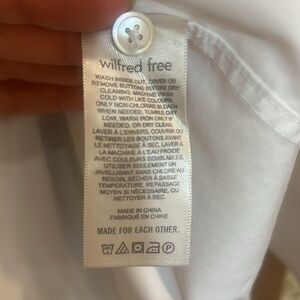 wilfred free
WASH INSIDE OUT, COVER OR
REMOVE BUTTONS BEFORE DRY
CLEANING. MACHINE WASH
COLD WITH LIKE COLOURS.
ONLY NON-CHLORINE BLEACH
WHEN NEEDED. TUMBLE DRY
LOW, WARM IRON ONLY IF
NEEDED, OR DRY CLEAN.
LAVER À L'ENVERS, COUVRIR OU
RETIRER LES BOUTONS AVANT
LE NETTOYAGE À SEC. LAVER À
LA MACHINE À L'EAU FROIDE
AVEC COULEURS SEMBLABLES.
UTILISER SEULEMENT UN
JAVELLISANT SANS CHLORE AU
BESOIN. SÉCHER À BASSE
TEMPÉRATURE. REPASSAGE
MOYEN SI NÉCESSAIRE OU
NETTOYER À SEC.
MADE IN CHINA
FABRIQUÉ EN CHINE
MADE FOR EACH OTHER.